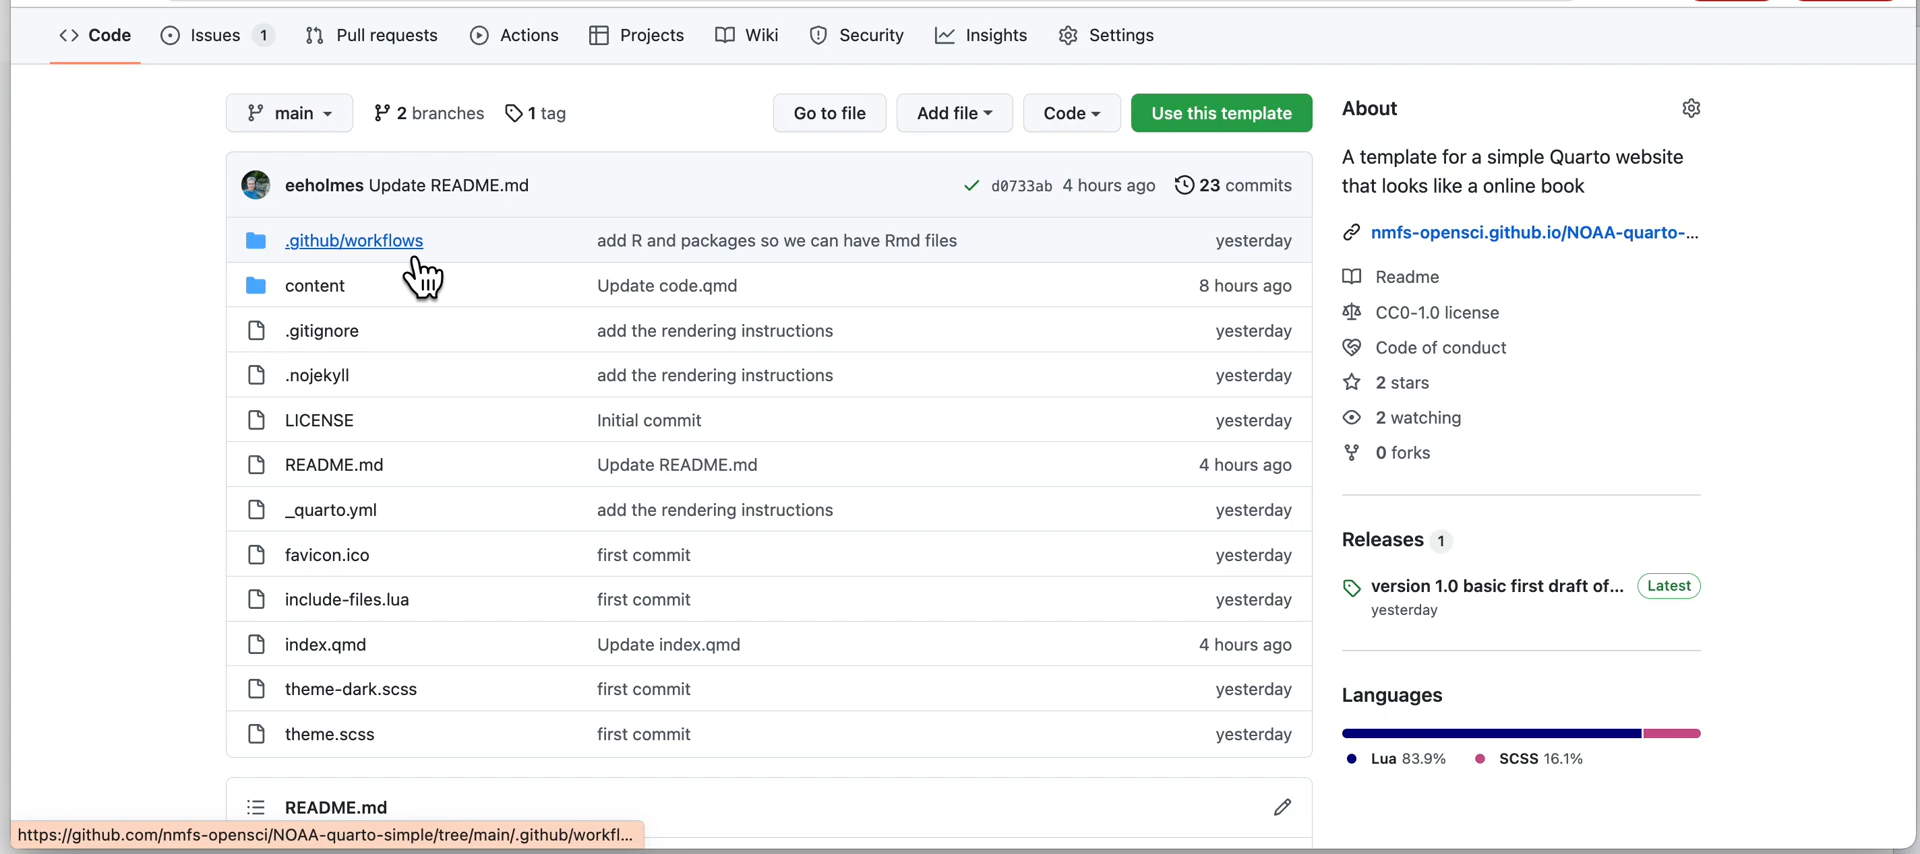 <> Code Issues 1 Pull requests Actions Projects Wiki Security Insights Settings
main 2 branches 1 tag Go to file Add file Code Use this template
eeholmes Update README.md d0733ab 4 hours ago 23 commits
.github/workflows add R and packages so we can have Rmd files yesterday
content Update code.qmd 8 hours ago
.gitignore add the rendering instructions yesterday
.nojekyll add the rendering instructions yesterday
LICENSE Initial commit yesterday
README.md Update README.md 4 hours ago
_quarto.yml add the rendering instructions yesterday
favicon.ico first commit yesterday
include-files.lua first commit yesterday
index.qmd Update index.qmd 4 hours ago
theme-dark.scss first commit yesterday
theme.scss first commit yesterday
README.md
https://github.com/nmfs-opensci/NOAA-quarto-simple/tree/main/.github/workfl...
About
A template for a simple Quarto website
that looks like a online book
nmfs-opensci.github.io/NOAA-quarto-...
Readme
CC0-1.0 license
Code of conduct
2 stars
2 watching
0 forks
Releases 1
version 1.0 basic first draft of... Latest
yesterday
Languages
Lua 83.9% SCSS 16.1%